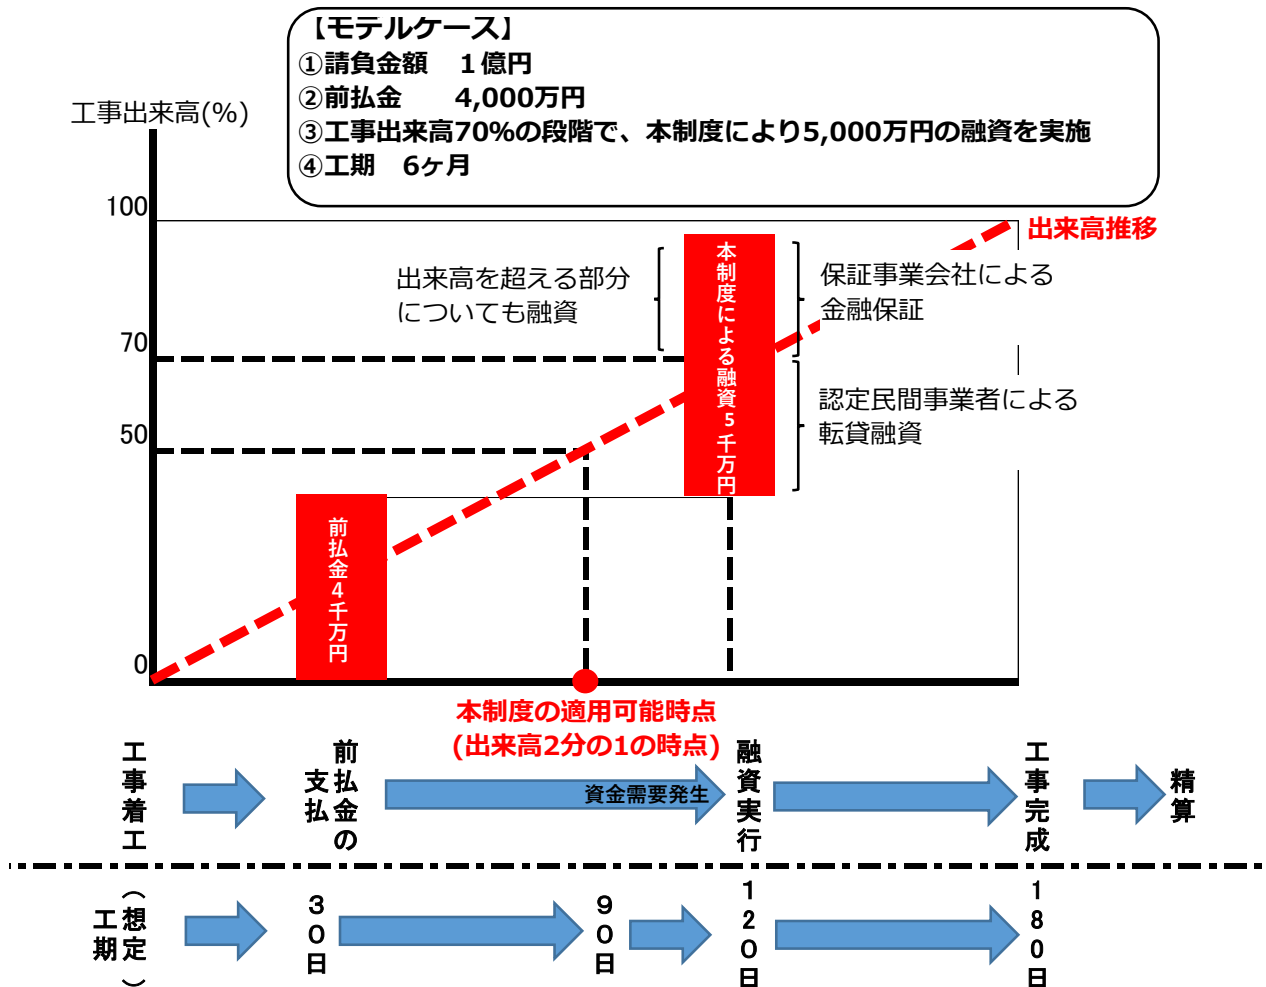 【モデルケース】
①請負金額　１億円
②前払金　　4,000万円
③工事出来高70%の段階で、本制度により5,000万円の融資を実施
④工期　6ヶ月
工事出来高(%)
100
70
50
0
出来高推移
出来高を超える部分
についても融資
本制度による融資５千万円
保証事業会社による
金融保証
認定民間事業者による
転貸融資
前払金４千万円
本制度の適用可能時点
(出来高2分の1の時点)
工事着工
前払金の
支払
資金需要発生
融資実行
工事完成
精算
（想定）
工期
３０日
９０日
１２０日
１８０日